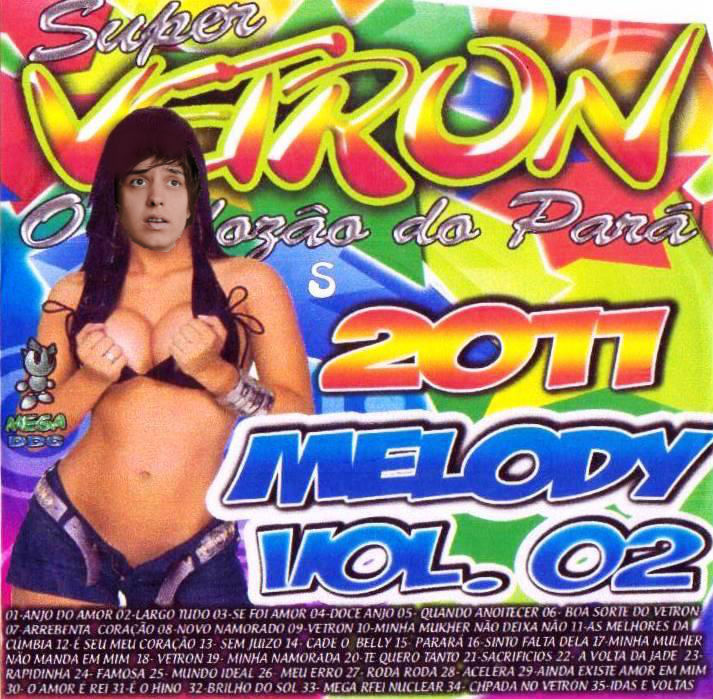 Super
VETRON
O do Pará
S
2011
MEGA
MELODY
VOL. 02
01-ANJO DO AMOR 02-LARGO TUDO 03-SE FOI AMOR 04-DOCE ANJO 05- QUANDO ANOITECER 06- BOA SORTE DO VETRON
07-ARREBENTA CORAÇÃO 08-NOVO NAMORADO 09-VETRON 10-MINHA MUKHER NÃO DEIXA NÃO 11-AS MELHORES DA
CUMBIA 12-É SEU MEU CORAÇÃO 13- SEM JUIZO 14- CADE O BELLY 15- PARARÁ 16-SINTO FALTA DELA 17-MINHA MULHER
NÃO MANDA EM MIM 18- VETRON 19- MINHA NAMORADA 20-TE QUERO TANTO 21-SACRIFICIOS 22- A VOLTA DA JADE 23-
RAPIDINHA 24- FAMOSA 25- MUNDO IDEAL 26- MEU ERRO 27- RODA RODA 28- ACELERA 29-AINDA EXISTE AMOR EM MIM
30- O AMOR É REI 31-É O HINO 32-BRILHO DO SOL 33- MEGA RFEI NUCLEAR 34- LAPADA NO VETRON 35-IDAS E VOLTAS